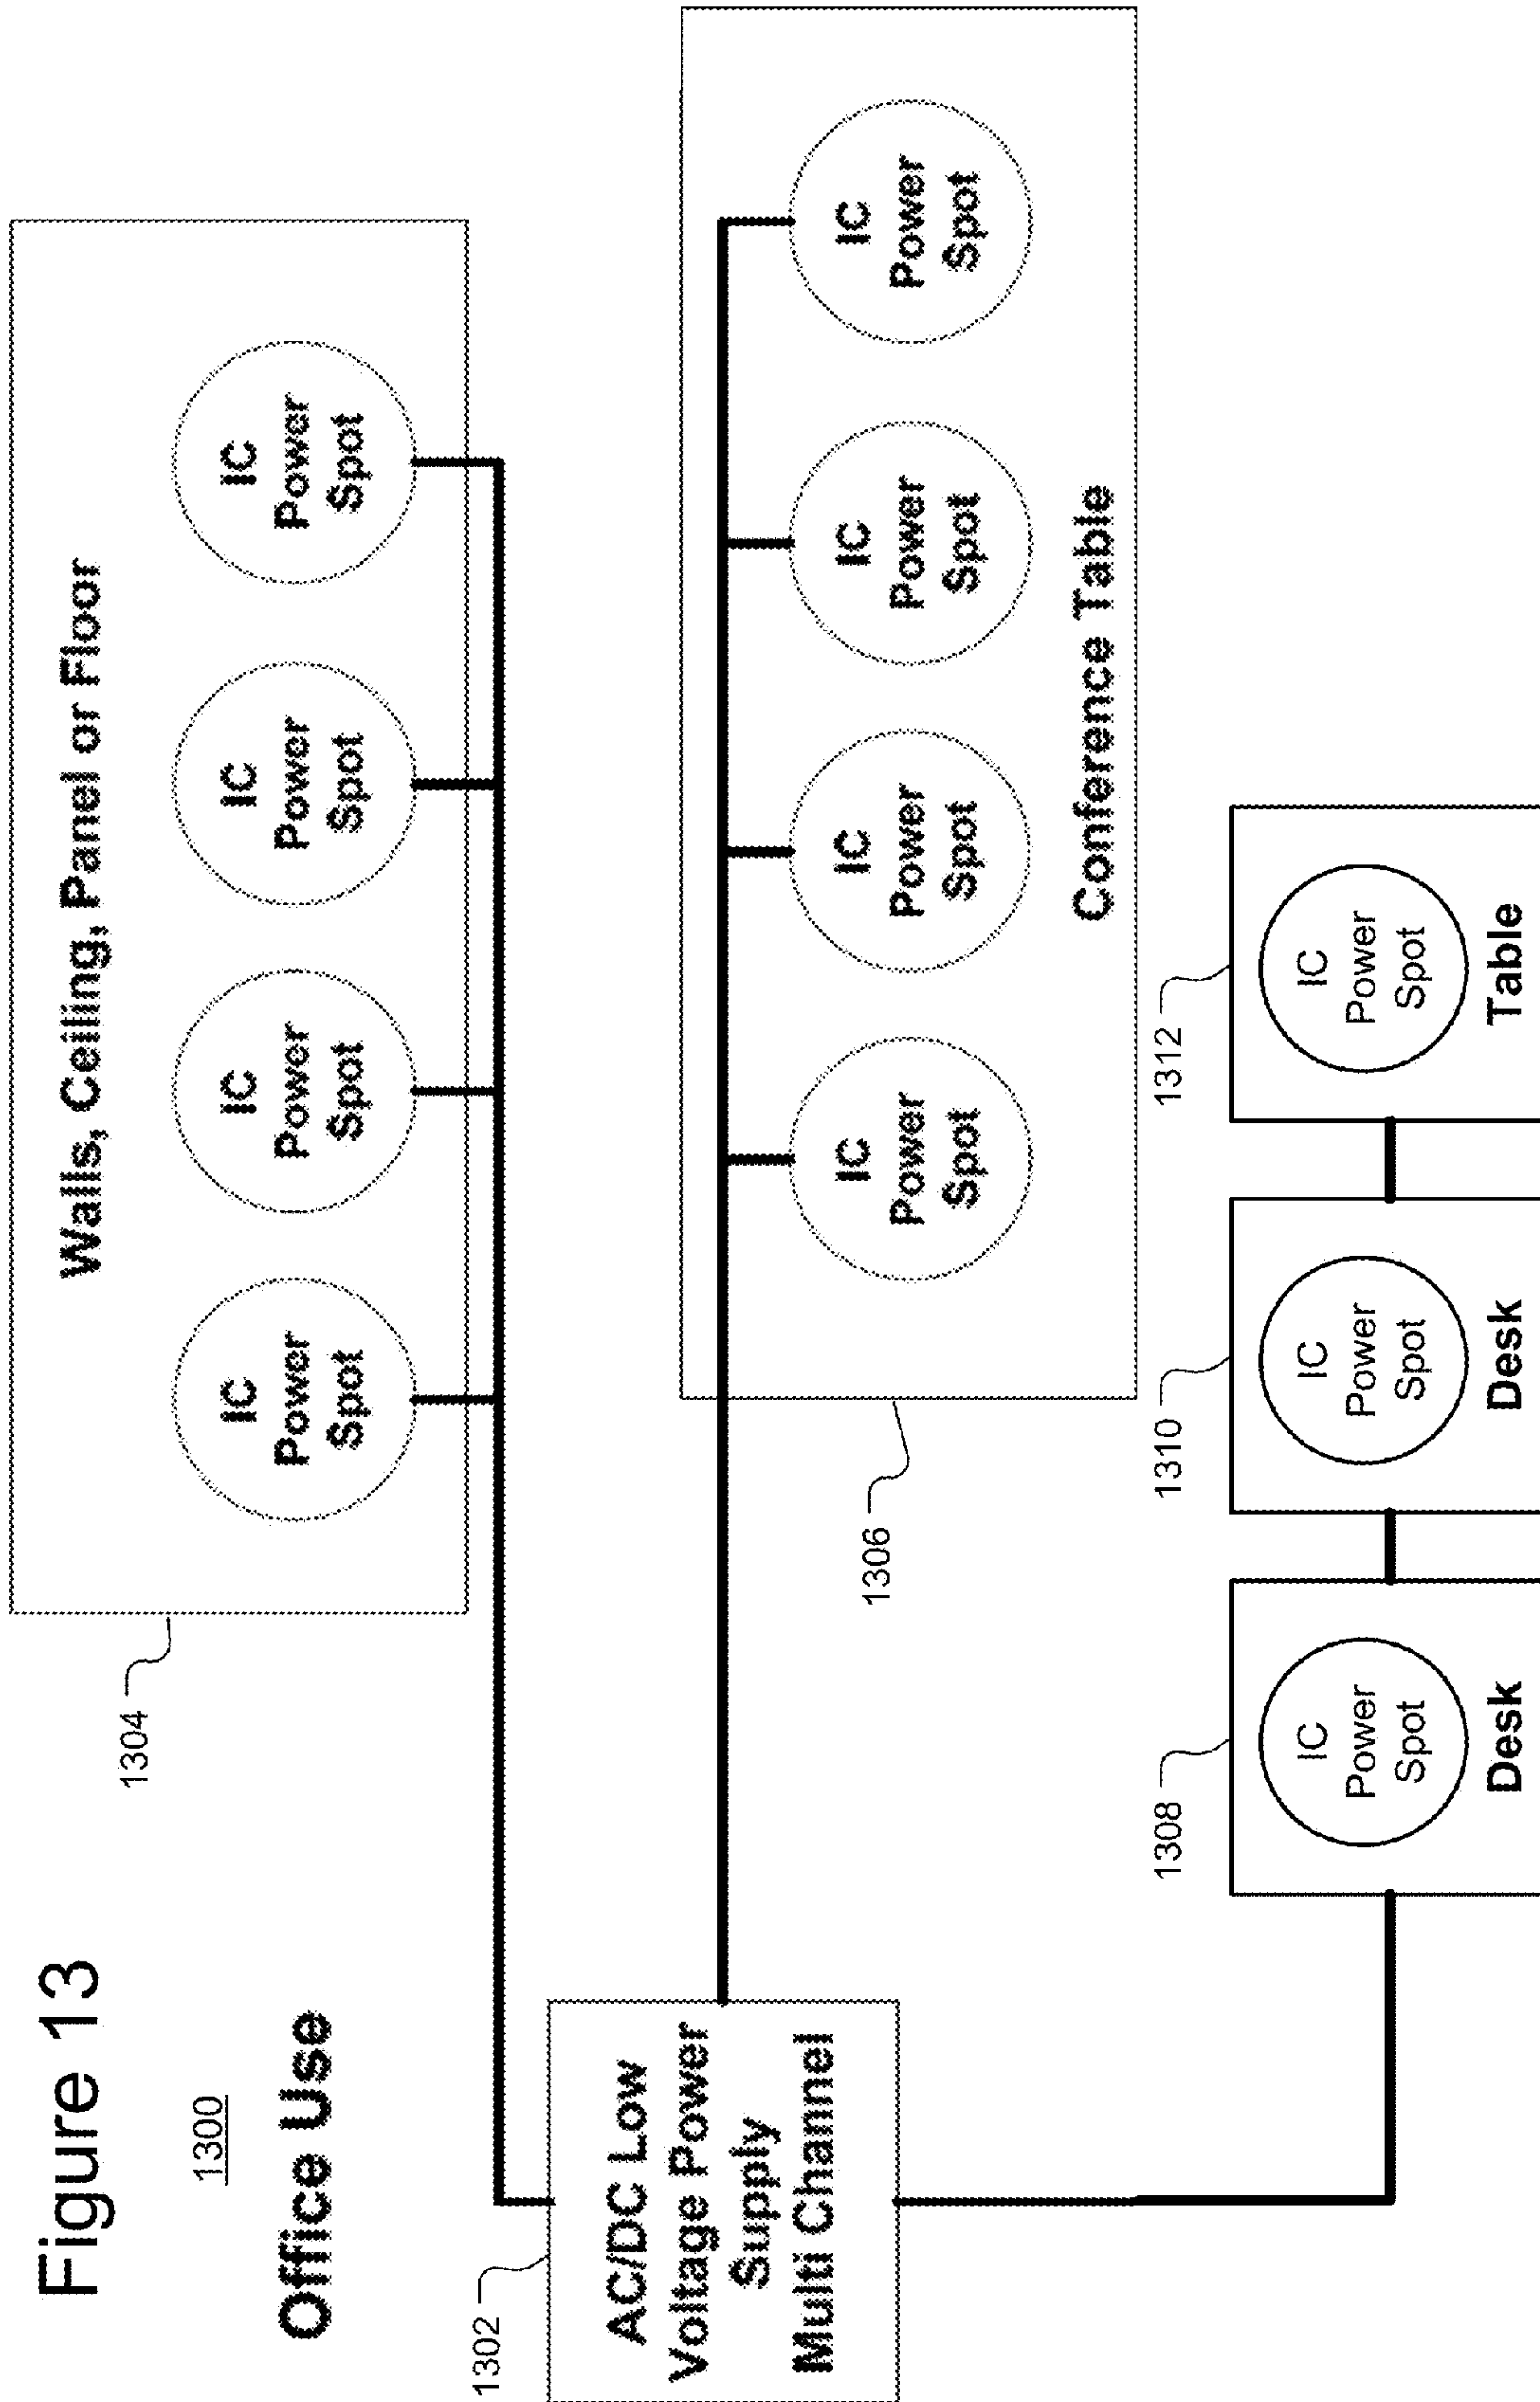 Figure 13
1300
Office Use
1302
AC/DC Low
Voltage Power
Supply
Multi Channel
1304
Walls, Ceiling, Panel or Floor
IC
Power
Spot
IC
Power
Spot
IC
Power
Spot
IC
Power
Spot
1306
IC
Power
Spot
IC
Power
Spot
IC
Power
Spot
IC
Power
Spot
Conference Table
1308
IC
Power
Spot
Desk
1310
IC
Power
Spot
Desk
1312
IC
Power
Spot
Table